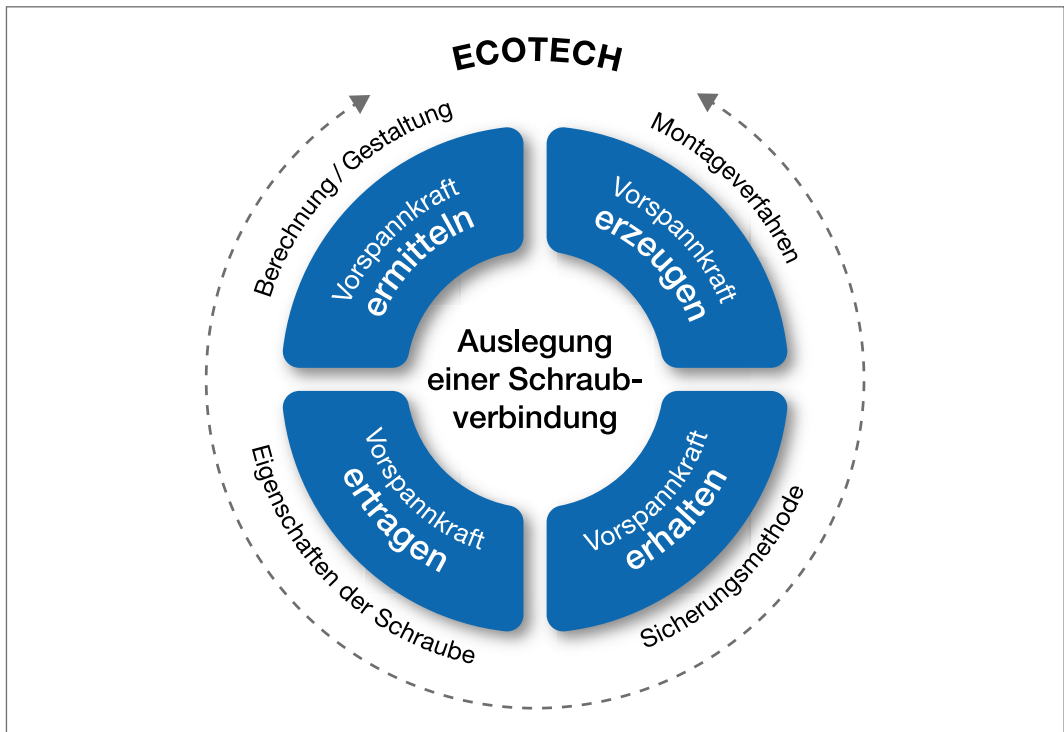 ECOTECH
Berechnung / Gestaltung
Montageverfahren
Vorspannkraft
ermitteln
Vorspannkraft
erzeugen
Auslegung
einer Schraub-
verbindung
Vorspannkraft
ertragen
Vorspannkraft
erhalten
Eigenschaften der Schraube
Sicherungsmethode